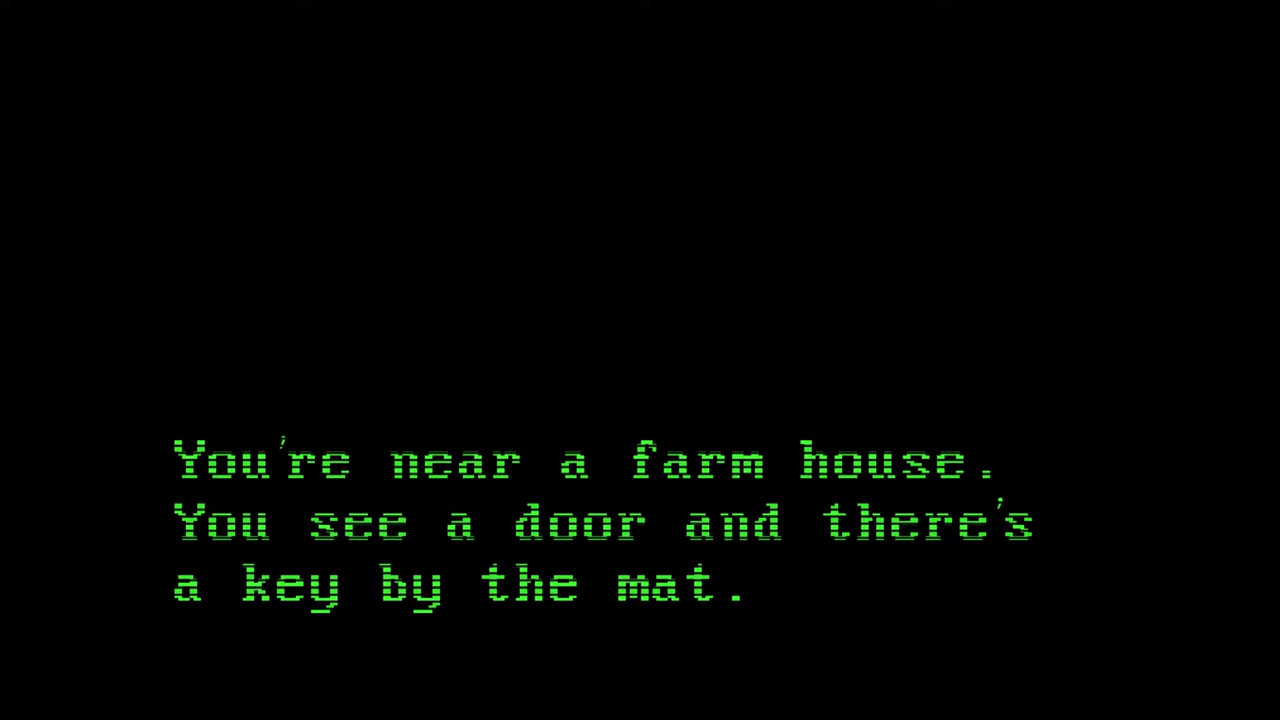 You're near a farm house.
You see a door and there's
a key by the mat.